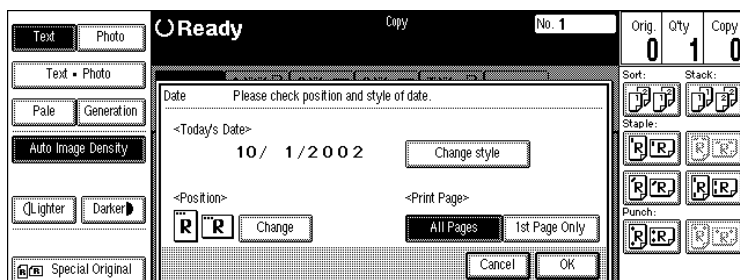 Text Photo
Text • Photo
Pale Generation
Auto Image Density
Lighter Darker
Special Original
Ready
Copy
No. 1
Orig. Q'ty Copy
0 1 0
Date Please check position and style of date.
<Today's Date>
10/ 1/2002
Change style
<Position>
R R Change
<Print Page>
All Pages 1st Page Only
Cancel OK
Sort: Stack:
Staple:
Punch: